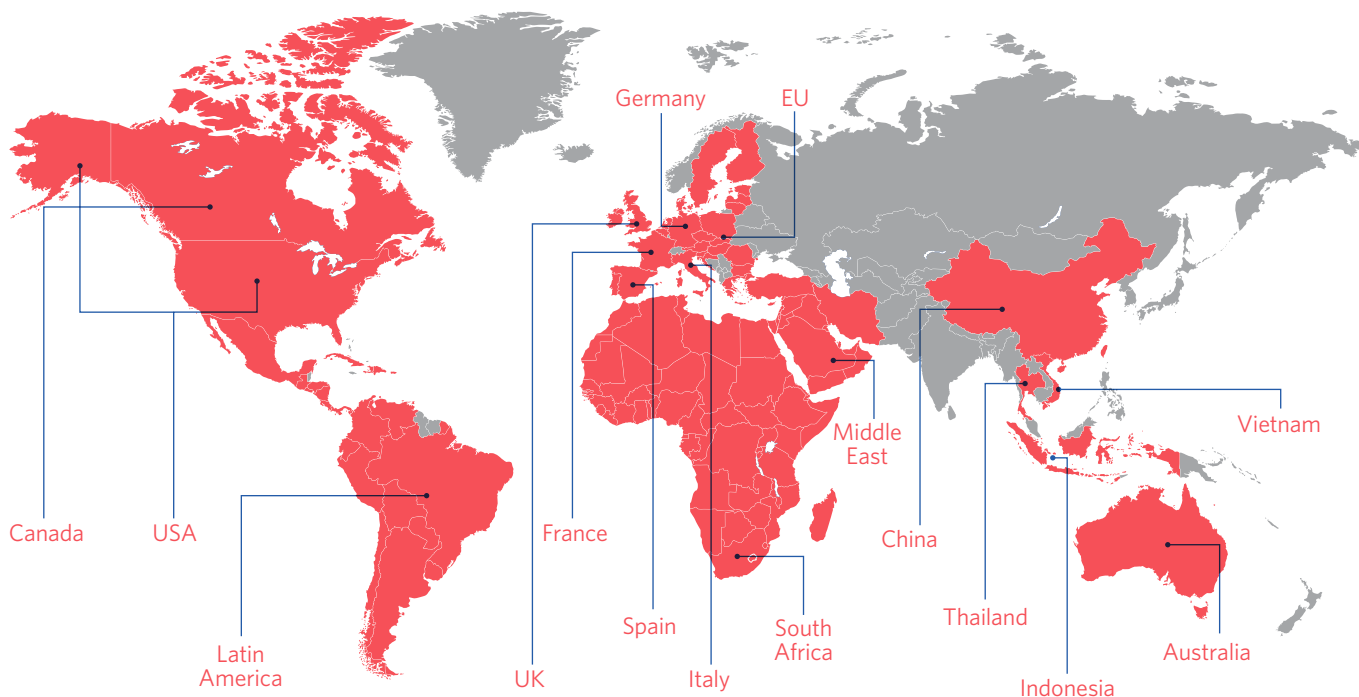 Germany
EU
Middle
East
Vietnam
Canada
USA
France
China
Latin
America
UK
Spain
Italy
South
Africa
Thailand
Indonesia
Australia